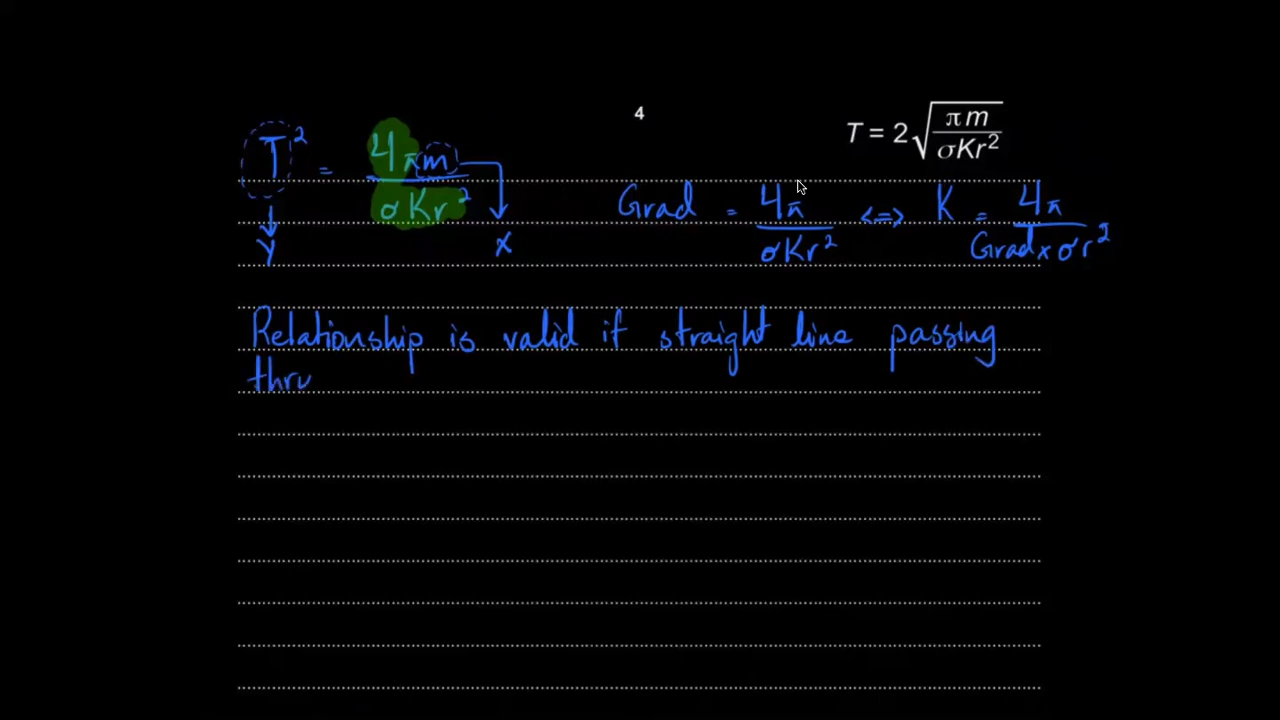 4
T = 2√(πm/σKr²)
T² = 4πm/σKr²
y
x
Grad = 4π/σKr² <=> K = 4π/Grad×σr²
Relationship is valid if straight line passing
thru